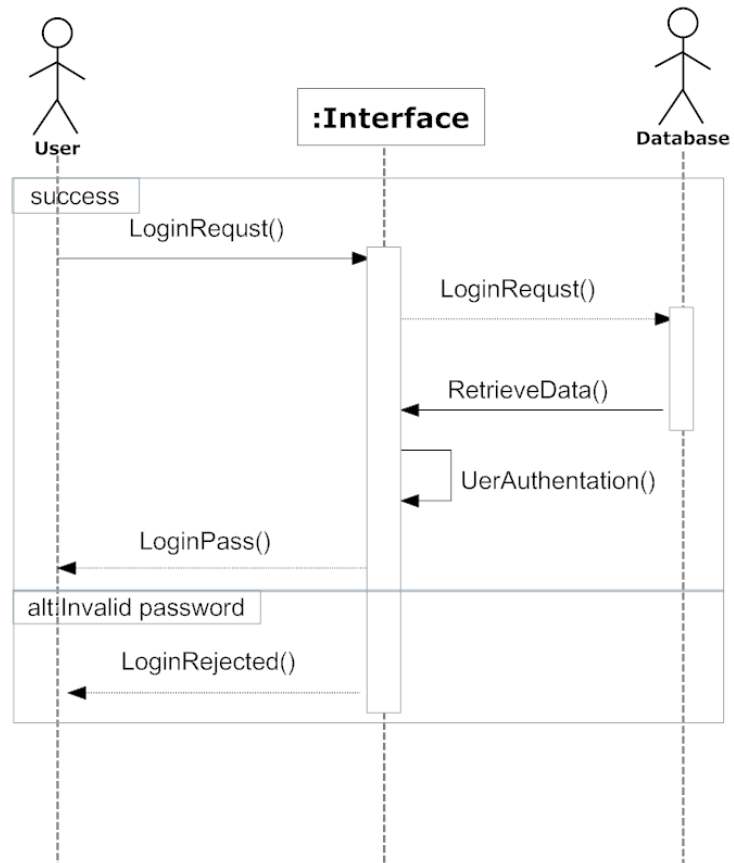 User
:Interface
Database
success
LoginRequst()
LoginRequst()
RetrieveData()
UerAuthentation()
LoginPass()
alt:Invalid password
LoginRejected()